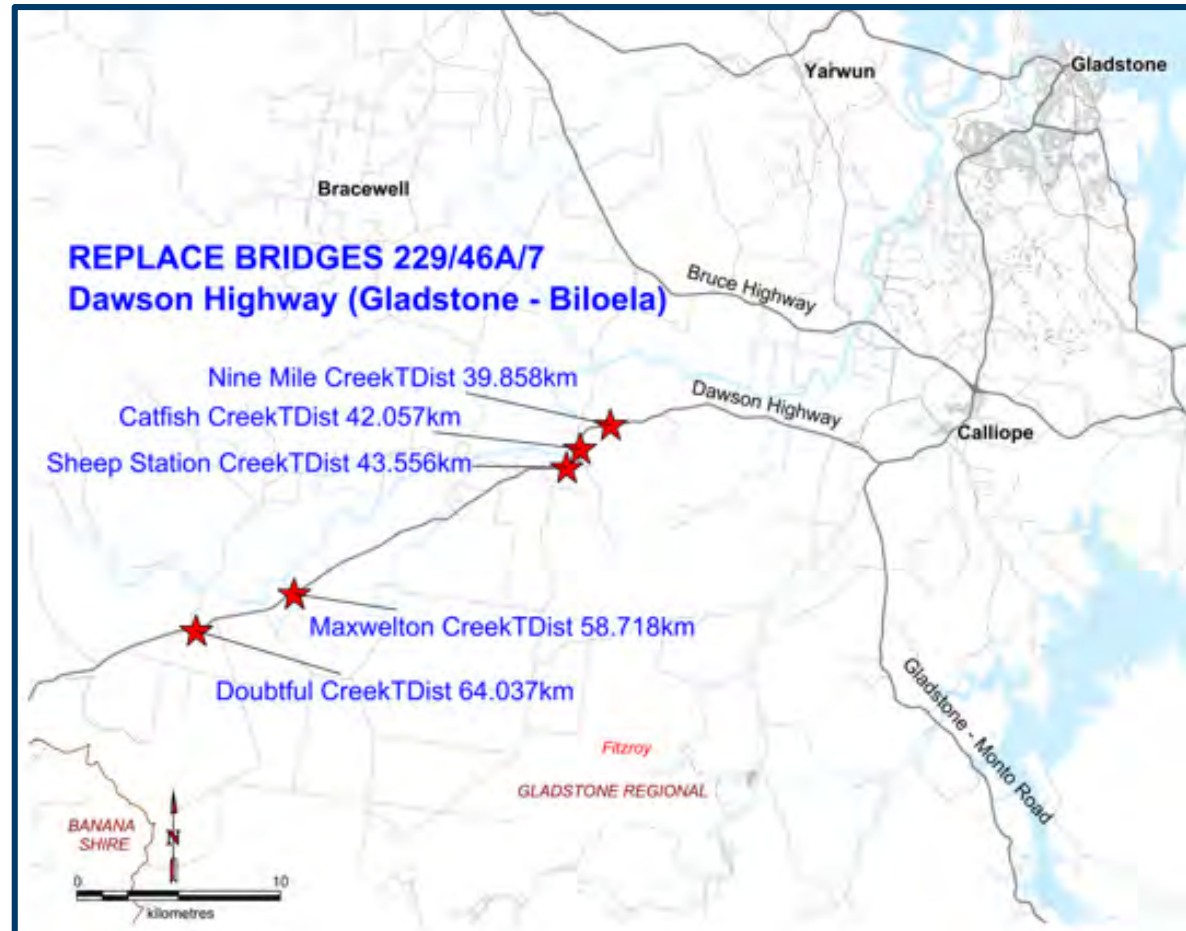 Yarwun
Gladstone
Bracewell
REPLACE BRIDGES 229/46A/7
Dawson Highway (Gladstone - Biloela)
Bruce Highway
Nine Mile CreekTDist 39.858km
Dawson Highway
Catfish CreekTDist 42.057km
Calliope
Sheep Station CreekTDist 43.556km
Maxwelton CreekTDist 58.718km
Doubtful CreekTDist 64.037km
Gladstone - Monto Road
Fitzroy
GLADSTONE REGIONAL
BANANA
SHIRE
N
0 10
kilometres